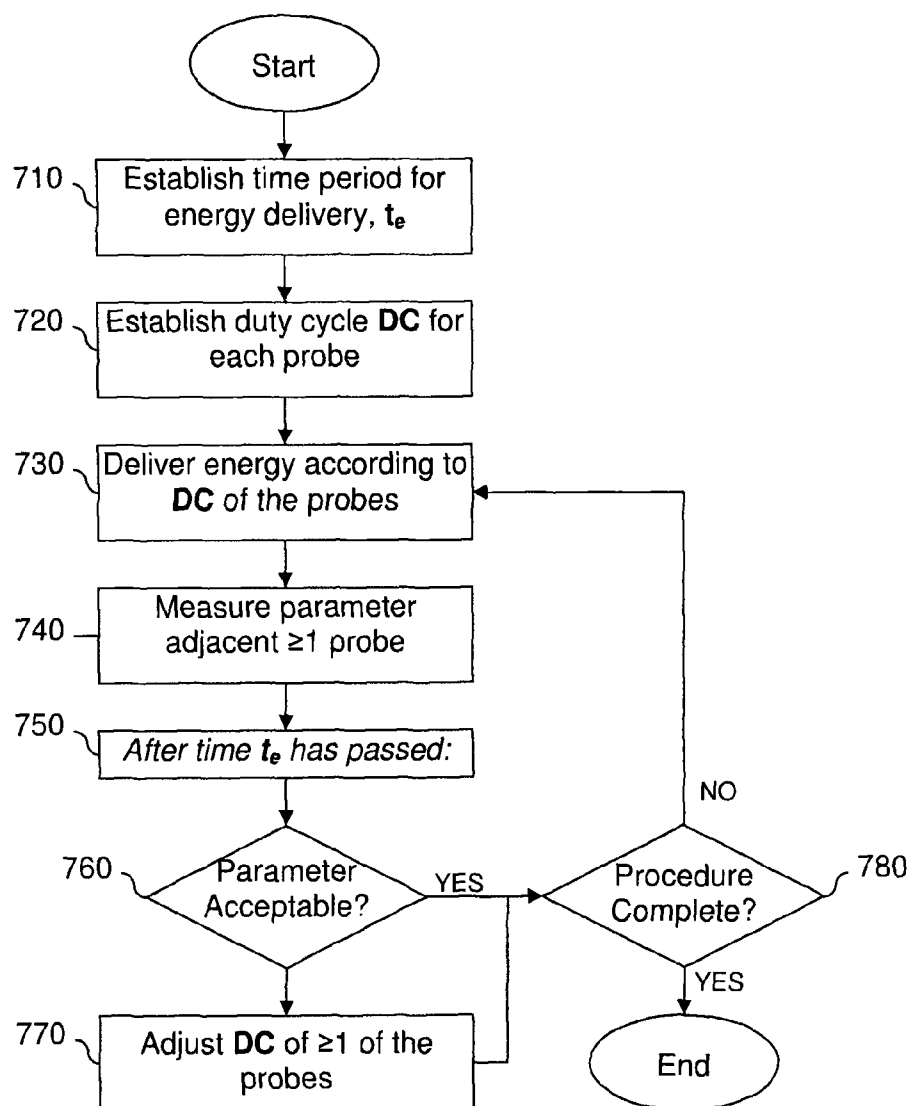 Start
710
Establish time period for
energy delivery, te
720
Establish duty cycle DC for
each probe
730
Deliver energy according to
DC of the probes
740
Measure parameter
adjacent ≥1 probe
750
After time te has passed:
NO
760
Parameter
Acceptable?
YES
Procedure
Complete?
780
YES
770
Adjust DC of ≥1 of the
probes
End